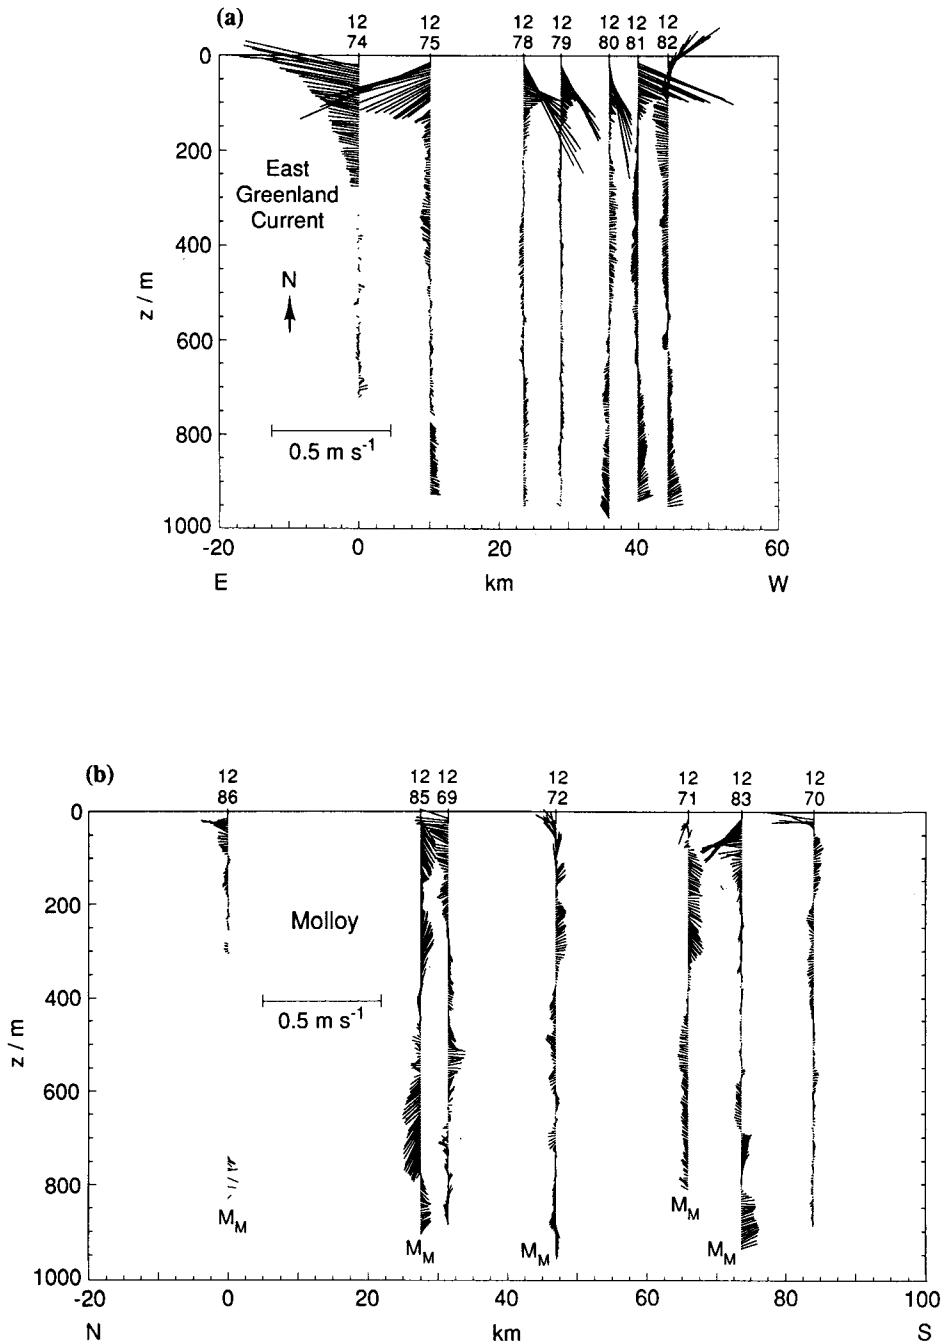 (a)
12 12 12 12 12 12 12
74 75 78 79 80 81 82
0
200
East
Greenland
Current
400
N
z / m
600
800
0.5 m s⁻¹
1000
-20 0 20 40 60
E km W
(b)
12 12 12 12 12 12 12
86 85 69 72 71 83 70
0
200
Molloy
400
0.5 m s⁻¹
z / m
600
800
M_M M_M M_M M_M M_M
1000
-20 0 20 40 60 80 100
N km S